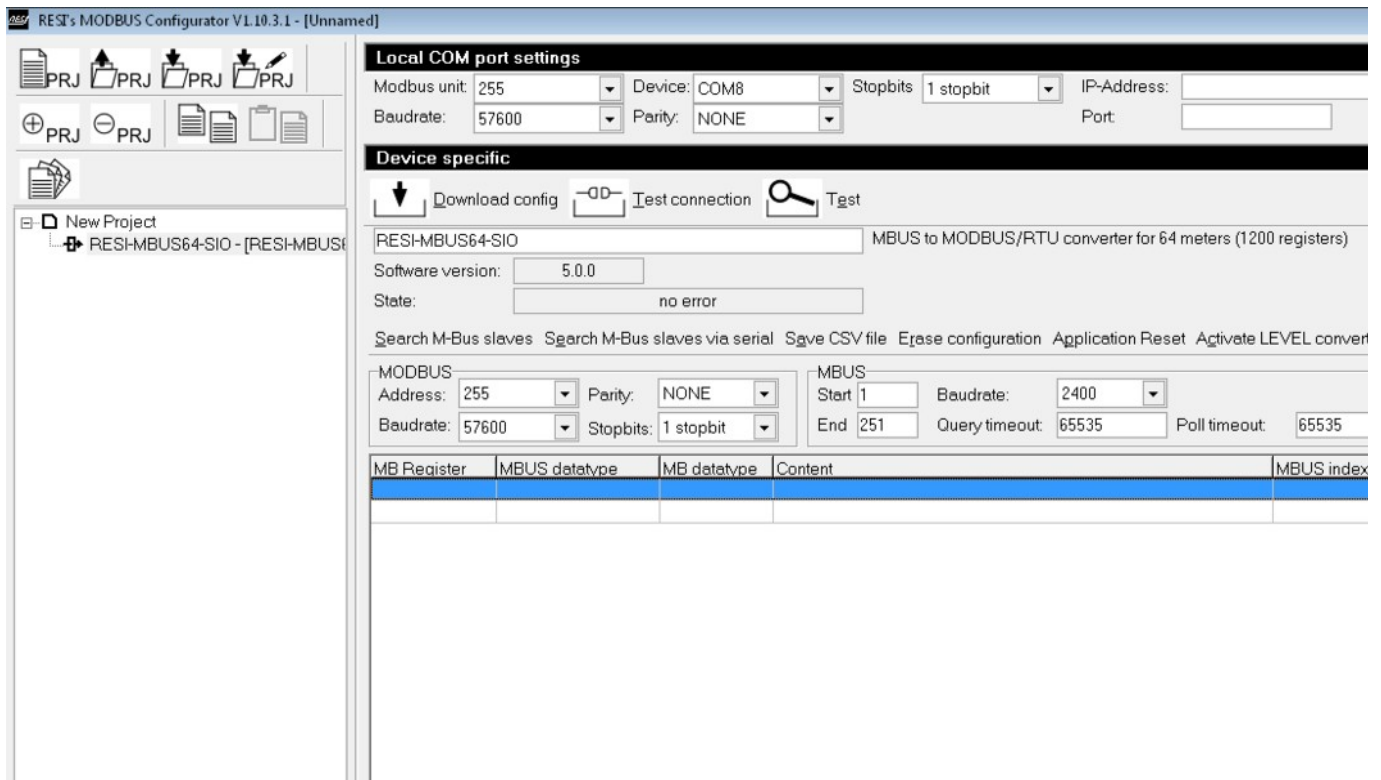 RESI's MODBUS Configurator V1.10.3.1 - [Unnamed]
PRJ PRJ PRJ PRJ
PRJ PRJ
New Project
RESI-MBUS64-SIO - [RESI-MBUS6
Local COM port settings
Modbus unit: 255 Device: COM8 Stopbits 1 stopbit IP-Address:
Baudrate: 57600 Parity: NONE Port:
Device specific
Download config Test connection Test
RESI-MBUS64-SIO MBUS to MODBUS/RTU converter for 64 meters (1200 registers)
Software version: 5.0.0
State: no error
Search M-Bus slaves Search M-Bus slaves via serial Save CSV file Erase configuration Application Reset Activate LEVEL convert
MODBUS MBUS
Address: 255 Parity: NONE Start 1 Baudrate: 2400
Baudrate: 57600 Stopbits: 1 stopbit End 251 Query timeout: 65535 Poll timeout: 65535
MB Register MBUS datatype MB datatype Content MBUS index